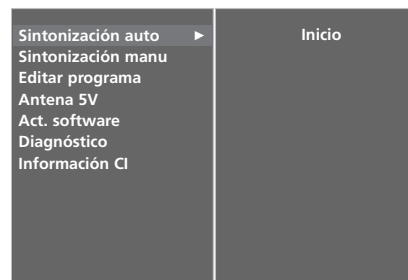 Sintonización auto ►
Inicio
Sintonización manu
Editar programa
Antena 5V
Act. software
Diagnóstico
Información CI